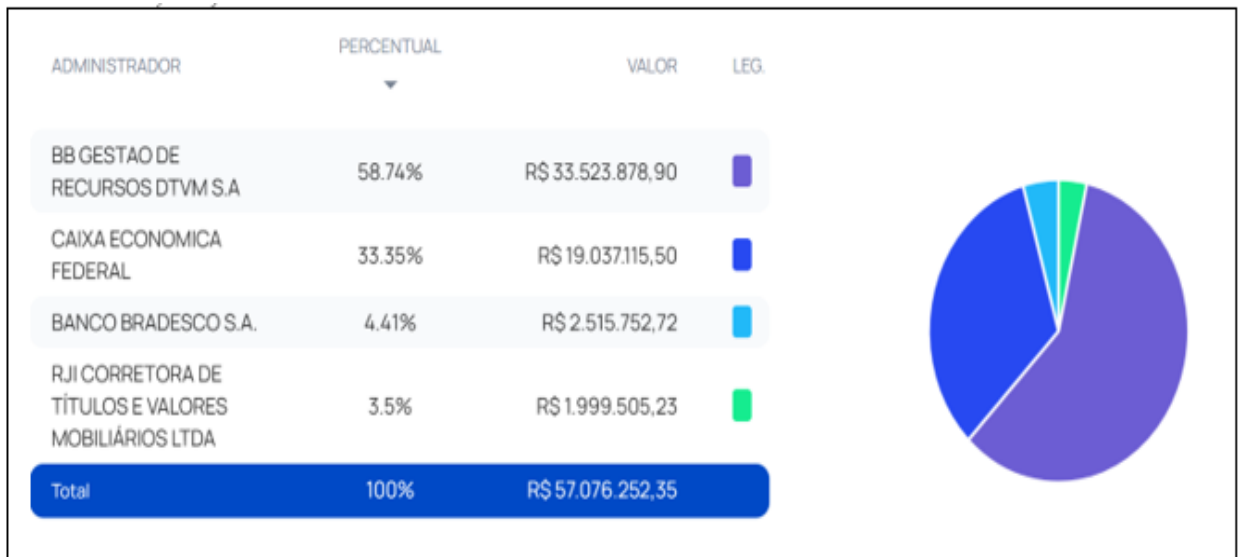 ADMINISTRADOR PERCENTUAL VALOR LEG.
BB GESTAO DE
RECURSOS DTVM S.A 58.74% R$ 33.523.878,90
CAIXA ECONOMICA
FEDERAL 33.35% R$ 19.037.115,50
BANCO BRADESCO S.A. 4.41% R$ 2.515.752,72
RJI CORRETORA DE
TÍTULOS E VALORES 3.5% R$ 1.999.505,23
MOBILIÁRIOS LTDA
Total 100% R$ 57.076.252,35